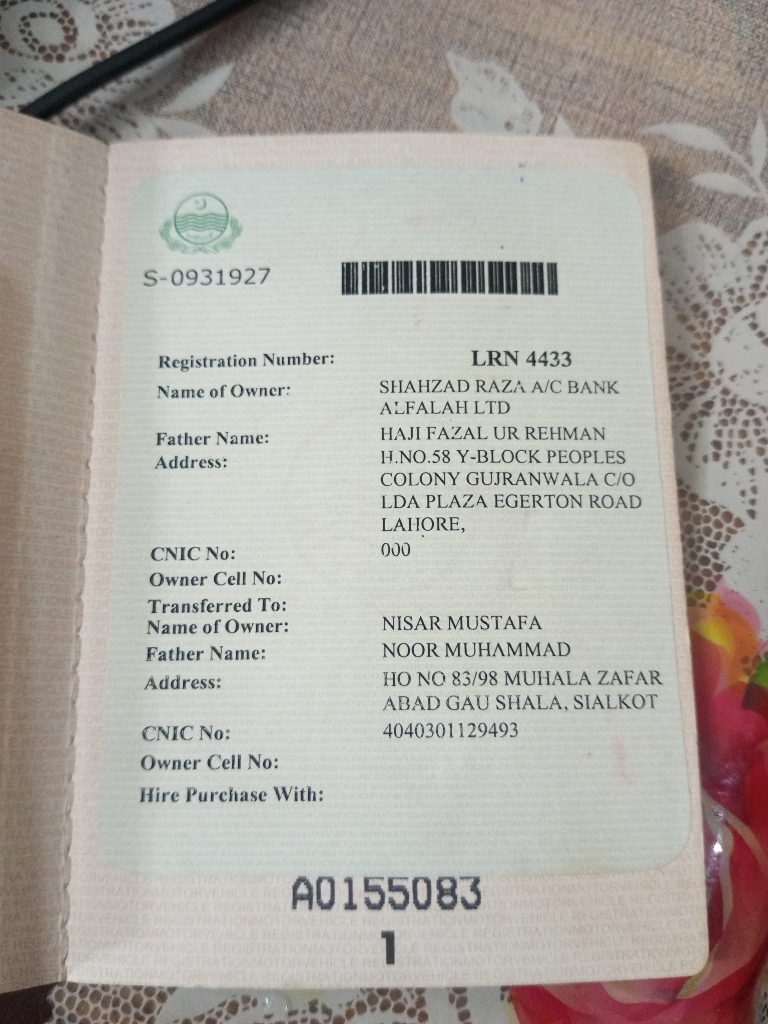 S-0931927
Registration Number: LRN 4433
Name of Owner: SHAHZAD RAZA A/C BANK
ALFALAH LTD
Father Name: HAJI FAZAL UR REHMAN
Address: H.NO.58 Y-BLOCK PEOPLES
COLONY GUJRANWALA C/O
LDA PLAZA EGERTON ROAD
LAHORE,
CNIC No: 000
Owner Cell No:
Transferred To:
Name of Owner: NISAR MUSTAFA
Father Name: NOOR MUHAMMAD
Address: HO NO 83/98 MUHALA ZAFAR
ABAD GAU SHALA, SIALKOT
CNIC No: 4040301129493
Owner Cell No:
Hire Purchase With:
A0155083
1